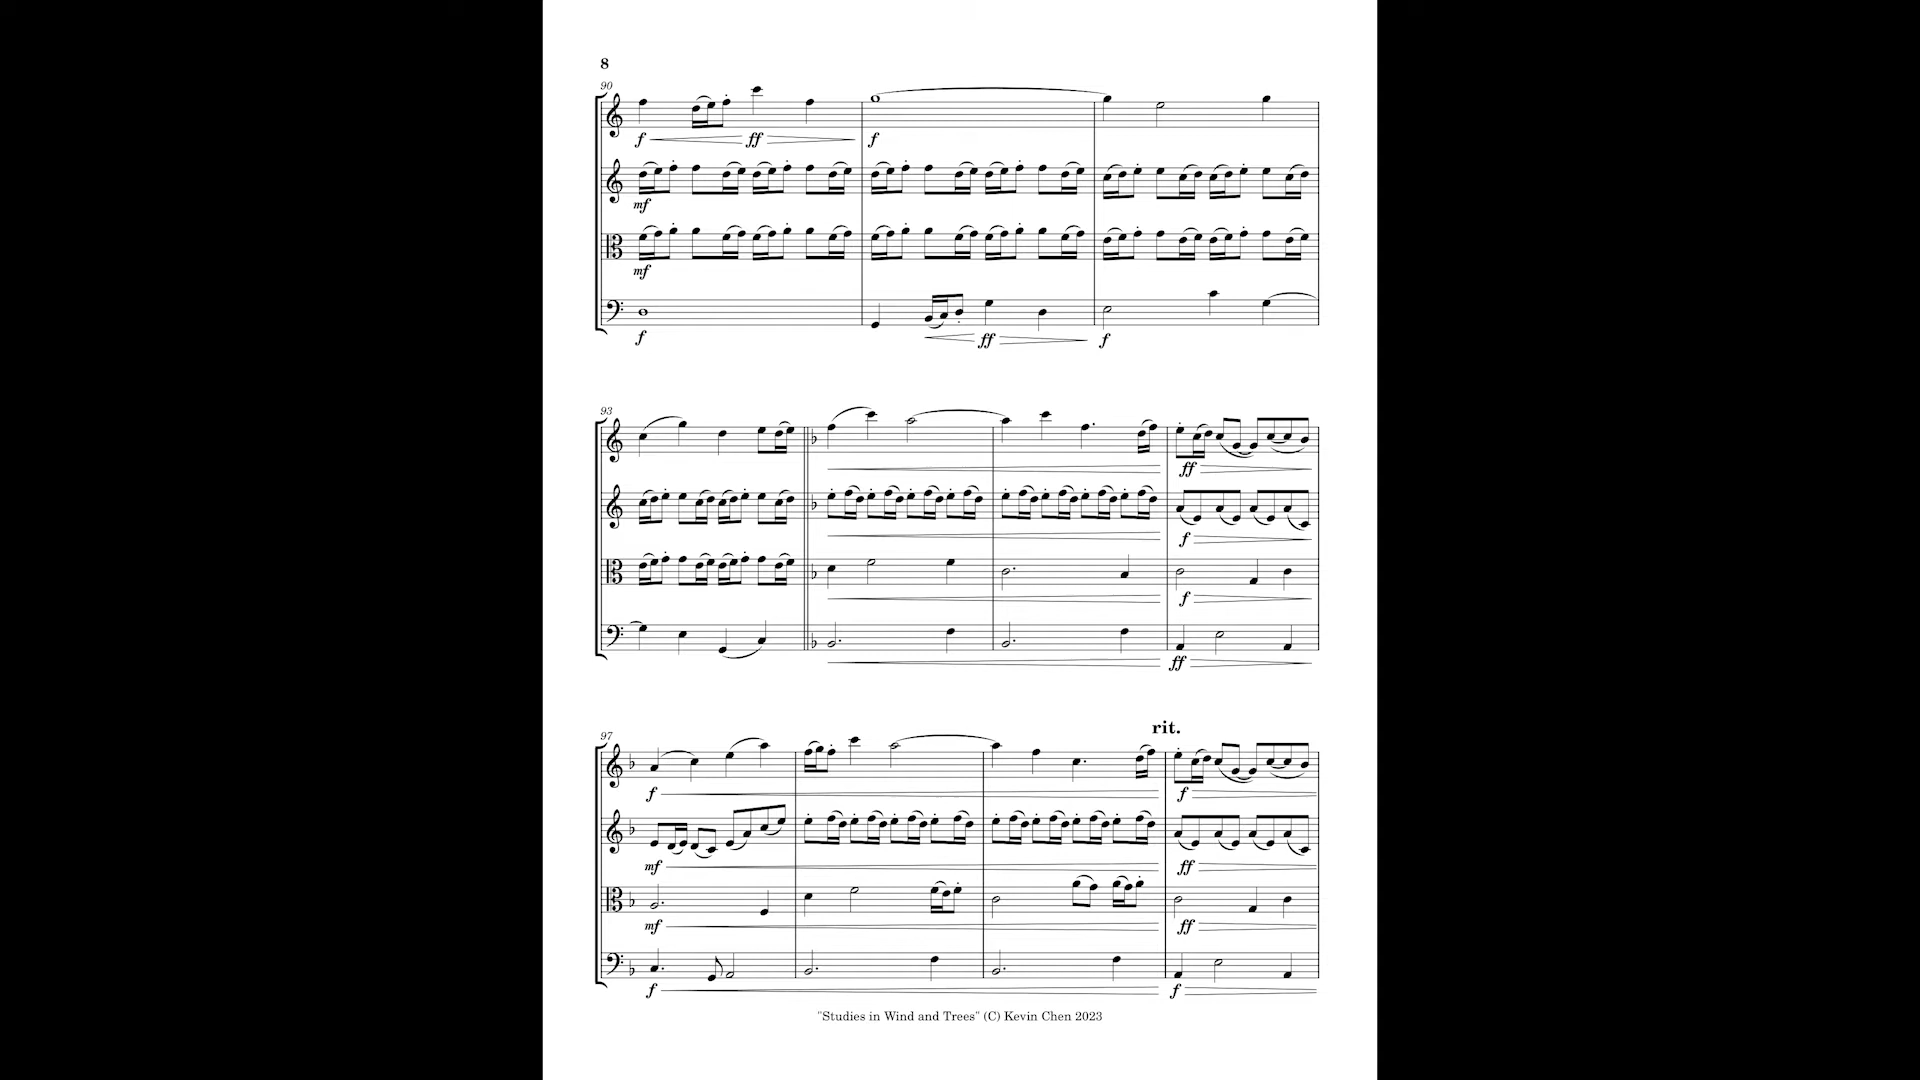 8
90
f ff f
mf
mf
f ff f
93
ff
f
f
ff
rit.
97
f f
mf ff
mf ff
f f
"Studies in Wind and Trees" (C) Kevin Chen 2023